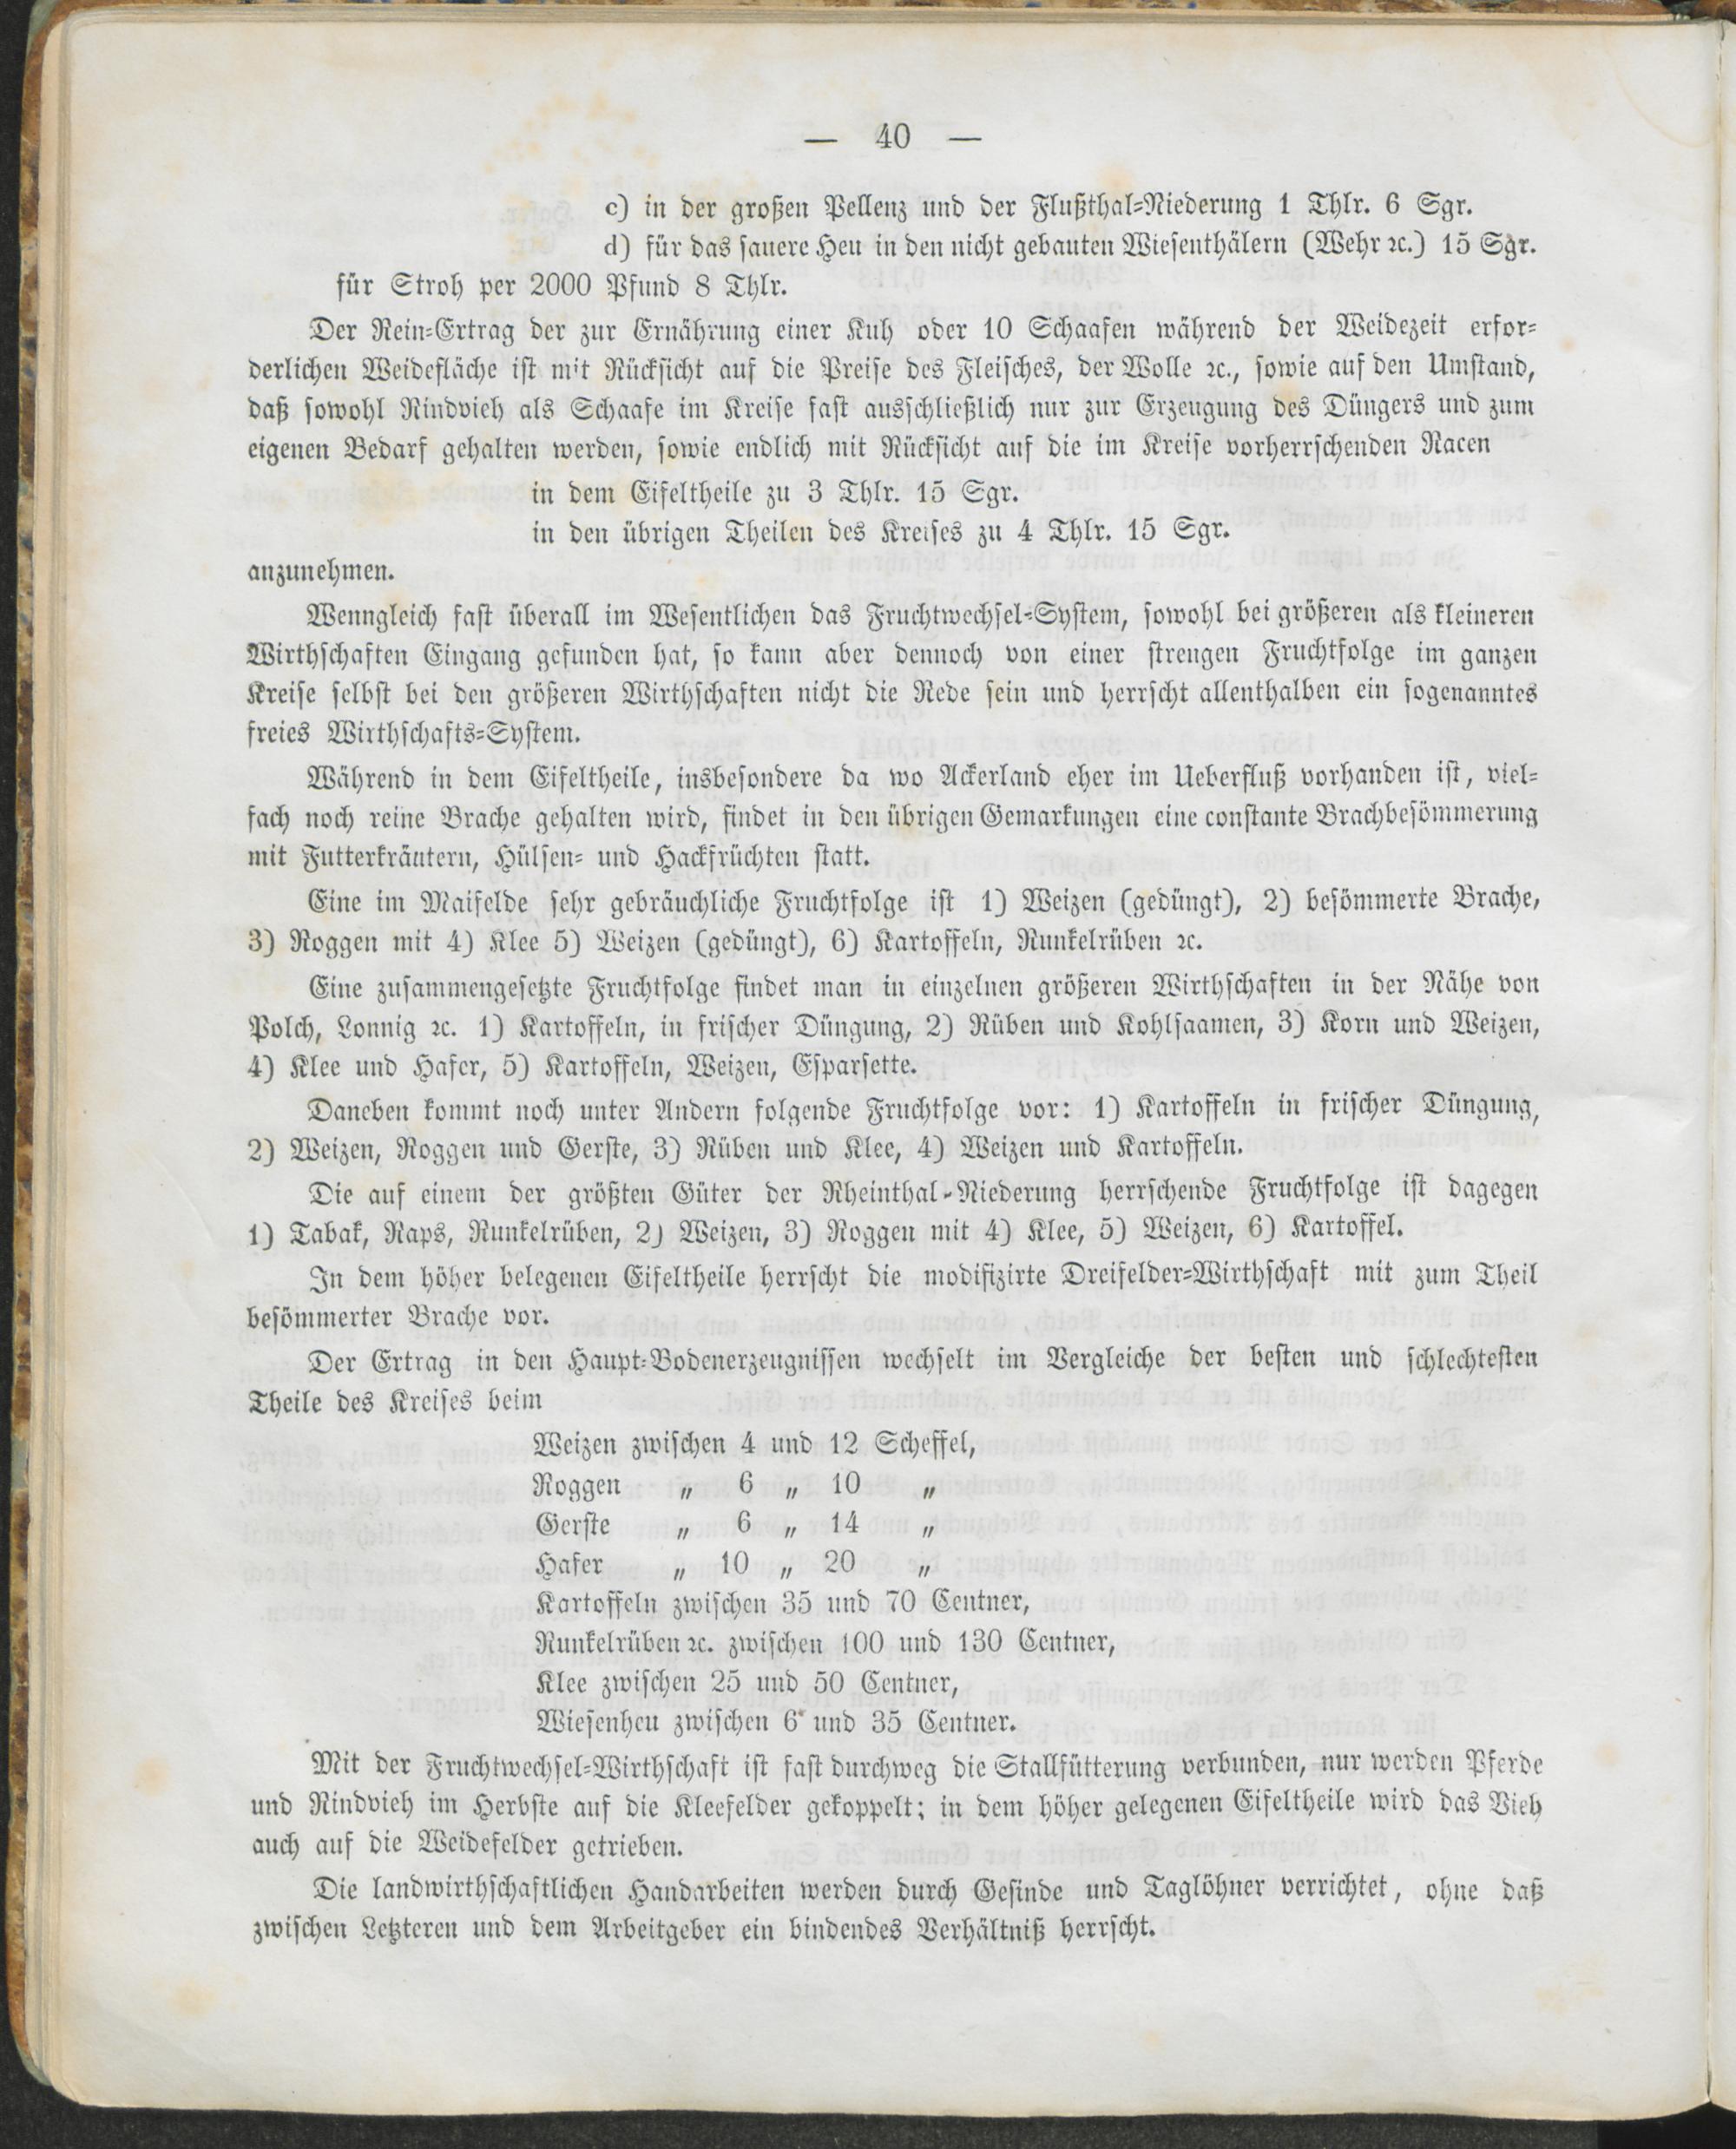 — 40 —
c) in der großen Pellenz und der Flußthal=Niederung 1 Thlr. 6 Sgr.
d) für das sauere Heu in den nicht gebauten Wiesenthälern (Wehr ꝛc.) 15 Sgr.
für Stroh per 2000 Pfund 8 Thlr.
Der Rein=Ertrag der zur Ernährung einer Kuh oder 10 Schaafen während der Weidezeit erfor=
derlichen Weidefläche ist mit Rücksicht auf die Preise des Fleisches, der Wolle ꝛc., sowie auf den Umstand,
daß sowohl Rindvieh als Schaafe im Kreise fast ausschließlich nur zur Erzeugung des Düngers und zum
eigenen Bedarf gehalten werden, sowie endlich mit Rücksicht auf die im Kreise vorherrschenden Racen
in dem Eifeltheile zu 3 Thlr. 15 Sgr.
in den übrigen Theilen des Kreises zu 4 Thlr. 15 Sgr.
anzunehmen.
Wenngleich fast überall im Wesentlichen das Fruchtwechsel=System, sowohl bei größeren als kleineren
Wirthschaften Eingang gefunden hat, so kann aber dennoch von einer strengen Fruchtfolge im ganzen
Kreise selbst bei den größeren Wirthschaften nicht die Rede sein und herrscht allenthalben ein sogenanntes
freies Wirthschafts=System.
Während in dem Eifeltheile, insbesondere da wo Ackerland eher im Ueberfluß vorhanden ist, viel=
fach noch reine Brache gehalten wird, findet in den übrigen Gemarkungen eine constante Brachbesömmerung
mit Futterkräutern, Hülsen= und Hackfrüchten statt.
Eine im Maifelde sehr gebräuchliche Fruchtfolge ist 1) Weizen (gedüngt), 2) besömmerte Brache,
3) Roggen mit 4) Klee 5) Weizen (gedüngt), 6) Kartoffeln, Runkelrüben ꝛc.
Eine zusammengesetzte Fruchtfolge findet man in einzelnen größeren Wirthschaften in der Nähe von
Polch, Lonnig ꝛc. 1) Kartoffeln, in frischer Düngung, 2) Rüben und Kohlsaamen, 3) Korn und Weizen,
4) Klee und Hafer, 5) Kartoffeln, Weizen, Esparsette.
Daneben kommt noch unter Andern folgende Fruchtfolge vor: 1) Kartoffeln in frischer Düngung,
2) Weizen, Roggen und Gerste, 3) Rüben und Klee, 4) Weizen und Kartoffeln.
Die auf einem der größten Güter der Rheinthal=Niederung herrschende Fruchtfolge ist dagegen
1) Tabak, Raps, Runkelrüben, 2) Weizen, 3) Roggen mit 4) Klee, 5) Weizen, 6) Kartoffel.
In dem höher belegenen Eifeltheile herrscht die modifizirte Dreifelder=Wirthschaft mit zum Theil
besömmerter Brache vor.
Der Ertrag in den Haupt=Bodenerzeugnissen wechselt im Vergleiche der besten und schlechtesten
Theile des Kreises beim
Weizen zwischen 4 und 12 Scheffel,
Roggen „ 6 „ 10 „
Gerste „ 6 „ 14 „
Hafer „ 10 „ 20 „
Kartoffeln zwischen 35 und 70 Centner,
Runkelrüben ꝛc. zwischen 100 und 130 Centner,
Klee zwischen 25 und 50 Centner,
Wiesenheu zwischen 6 und 35 Centner.
Mit der Fruchtwechsel=Wirthschaft ist fast durchweg die Stallfütterung verbunden, nur werden Pferde
und Rindvieh im Herbste auf die Kleefelder gekoppelt; in dem höher gelegenen Eifeltheile wird das Vieh
auch auf die Weidefelder getrieben.
Die landwirthschaftlichen Handarbeiten werden durch Gesinde und Taglöhner verrichtet, ohne daß
zwischen Letzteren und dem Arbeitgeber ein bindendes Verhältniß herrscht.